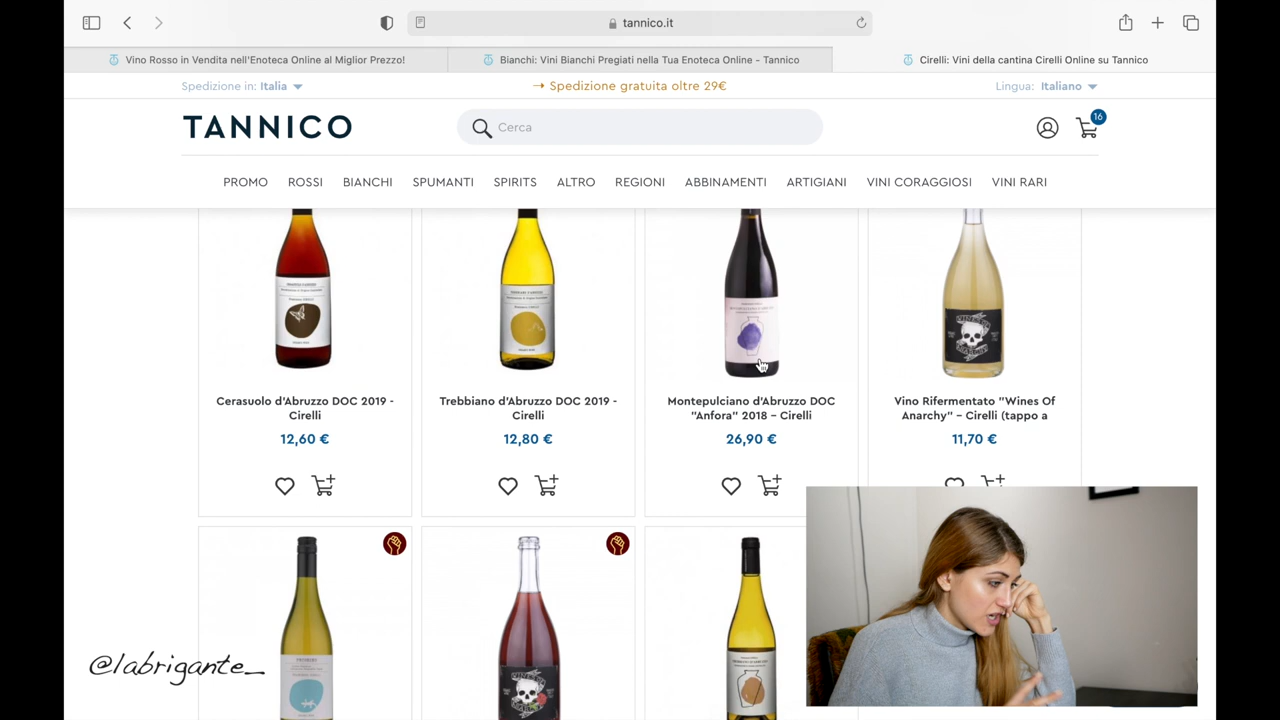 tannico.it
Vino Rosso in Vendita nell'Enoteca Online al Miglior Prezzo!
Bianchi: Vini Bianchi Pregiati nella Tua Enoteca Online - Tannico
Cirelli: Vini della cantina Cirelli Online su Tannico
Spedizione in: Italia
→ Spedizione gratuita oltre 29€
Lingua: Italiano
TANNICO
Cerca
16
PROMO ROSSI BIANCHI SPUMANTI SPIRITS ALTRO REGIONI ABBINAMENTI ARTIGIANI VINI CORAGGIOSI VINI RARI
Cerasuolo d'Abruzzo DOC 2019 -
Cirelli
12,60 €
Trebbiano d'Abruzzo DOC 2019 -
Cirelli
12,80 €
Montepulciano d'Abruzzo DOC
"Anfora" 2018 – Cirelli
26,90 €
Vino Rifermentato "Wines Of
Anarchy" – Cirelli (tappo a
11,70 €
@labrigante_